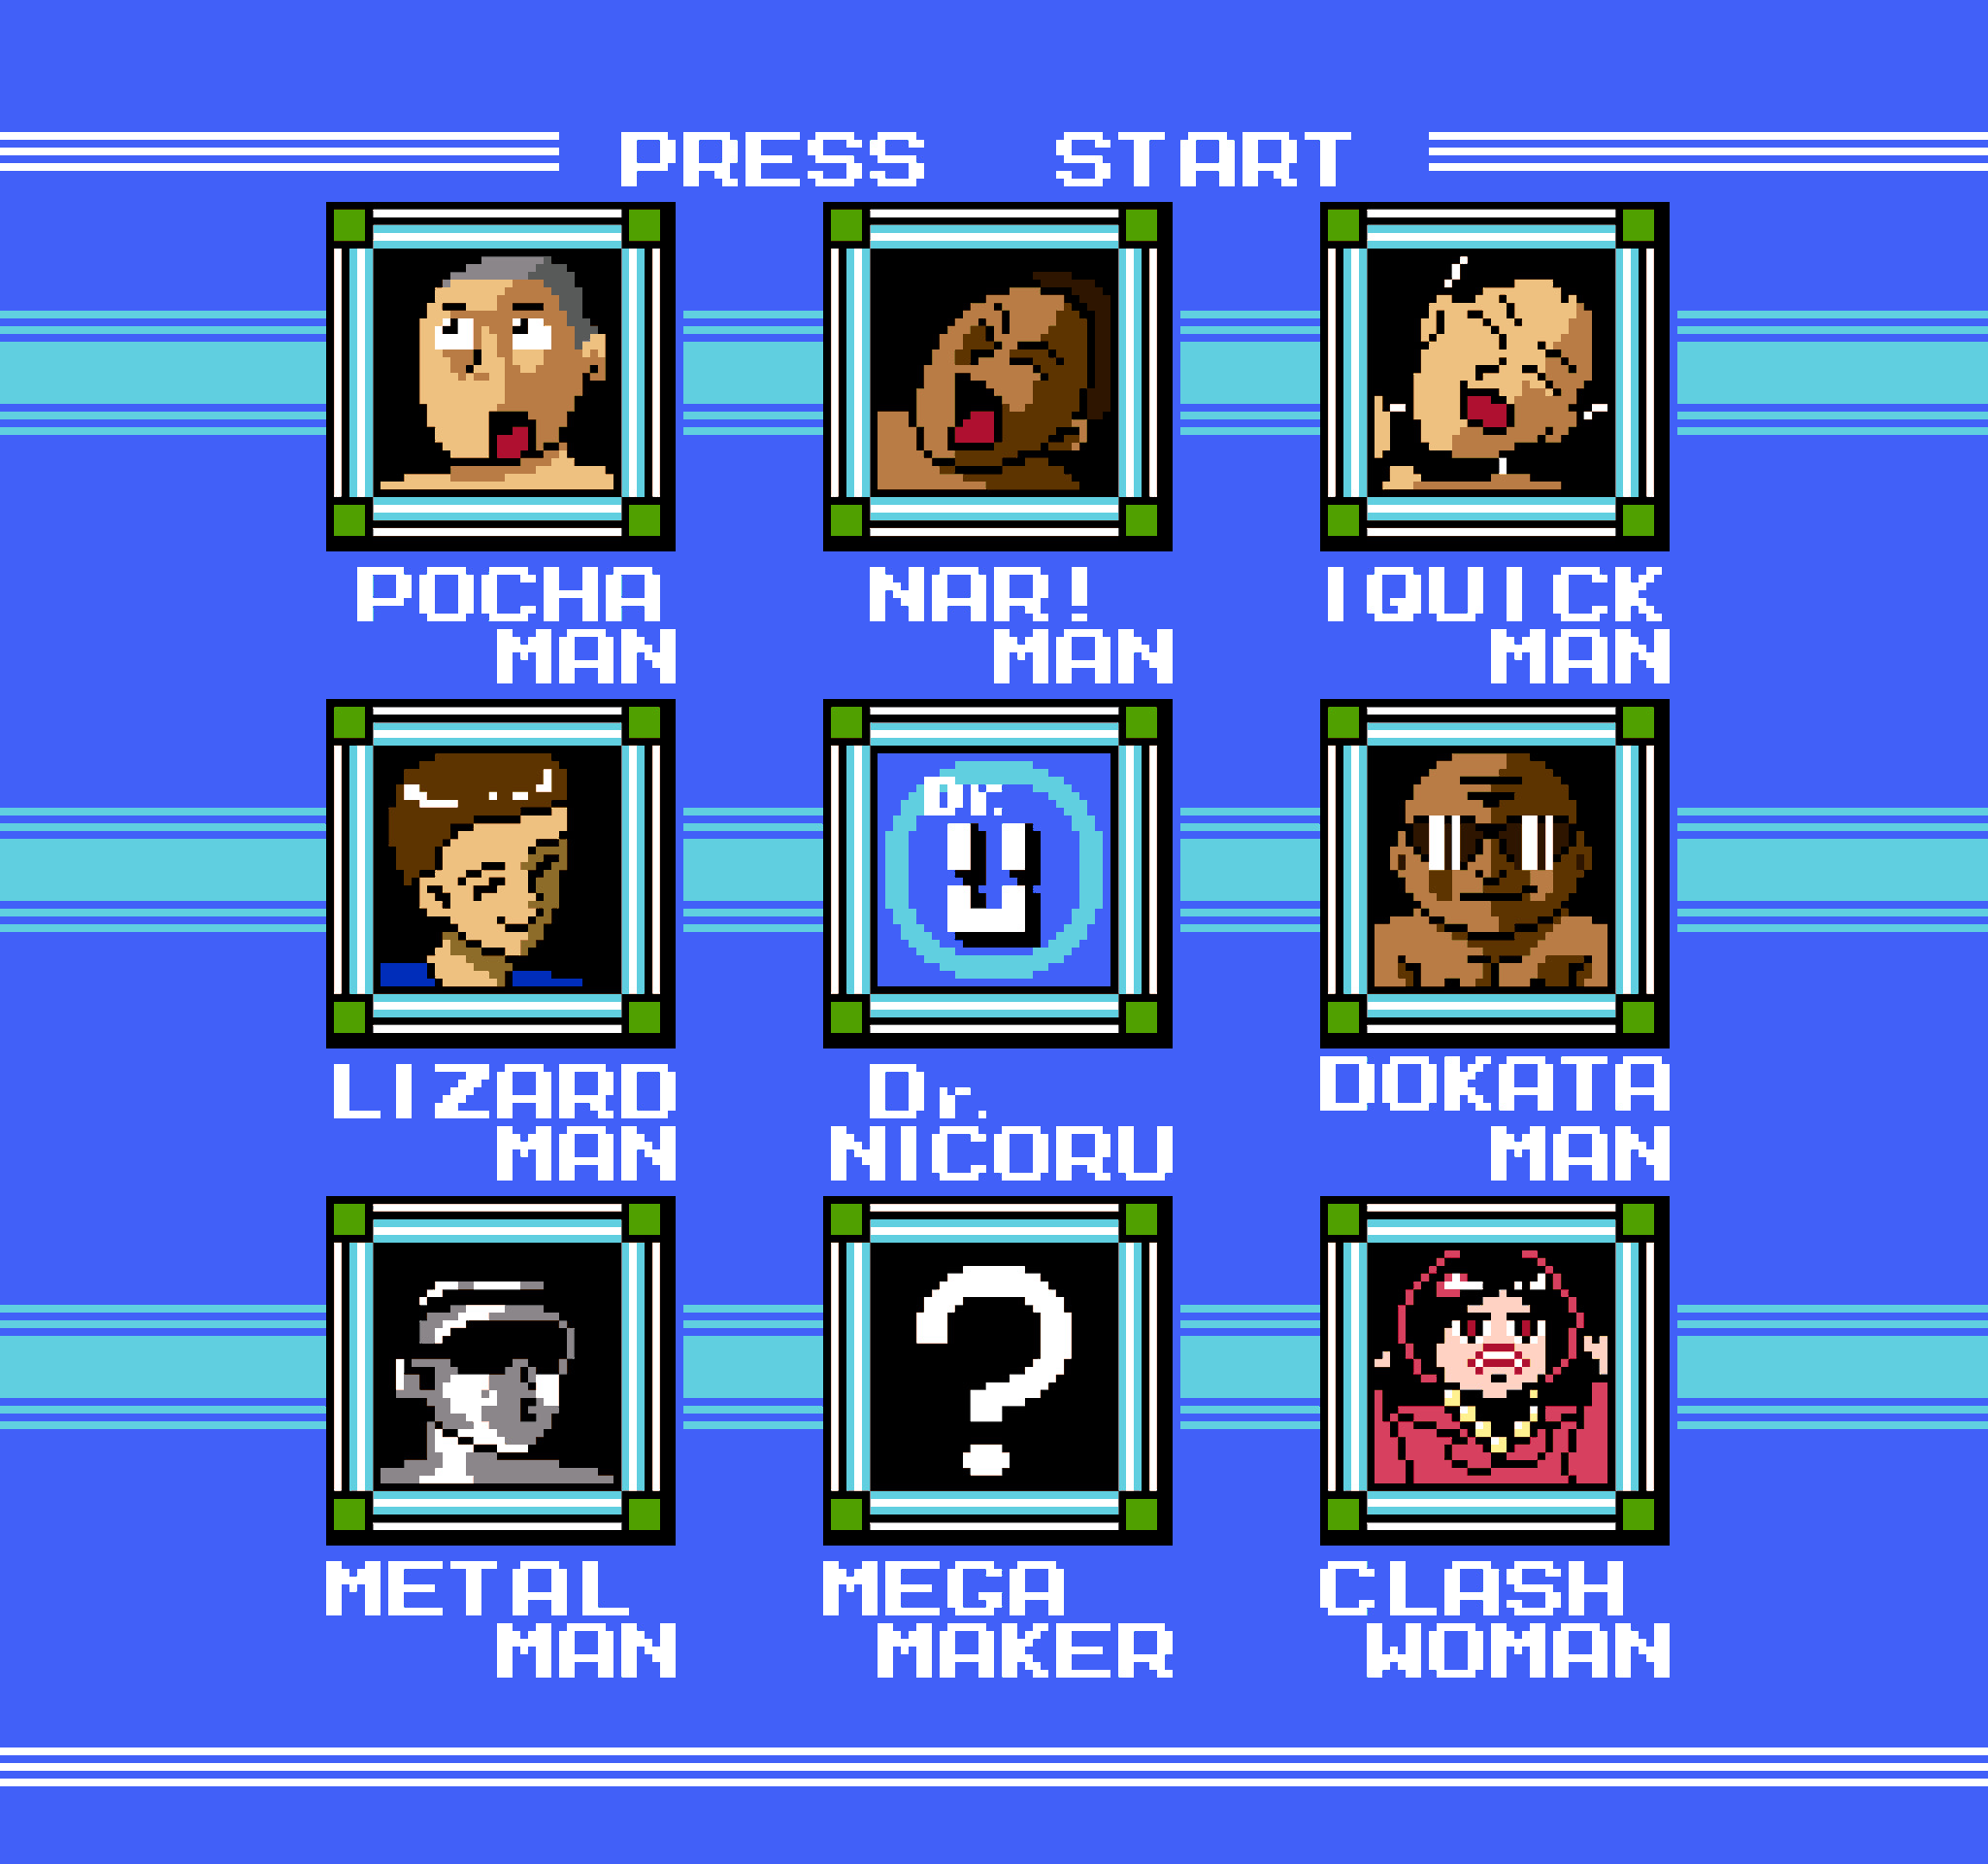 PRESS START
POCHA
MAN
NAR!
MAN
IQUICK
MAN
Dr.
LIZARD
MAN
Dr.
NICORU
DOKATA
MAN
?
METAL
MAN
MEGA
MAKER
CLASH
WOMAN